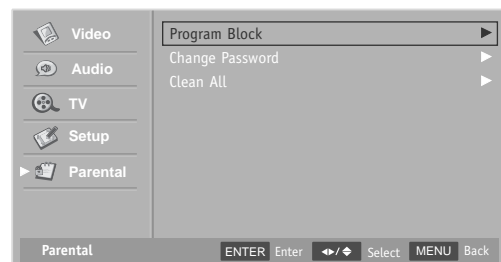 Video
Audio
TV
Setup
Parental
Program Block
Change Password
Clean All
Parental ENTER Enter Select MENU Back